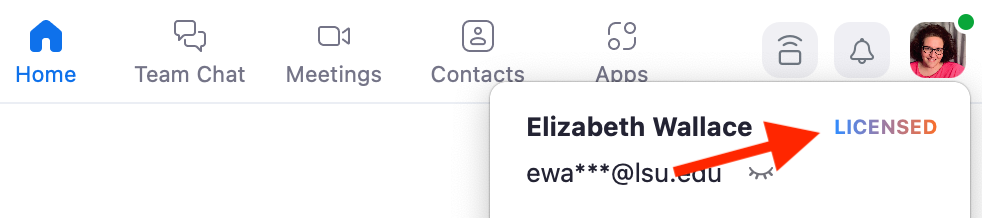 Home Team Chat Meetings Contacts Apps
Elizabeth Wallace LICENSED
ewa***@lsu.edu